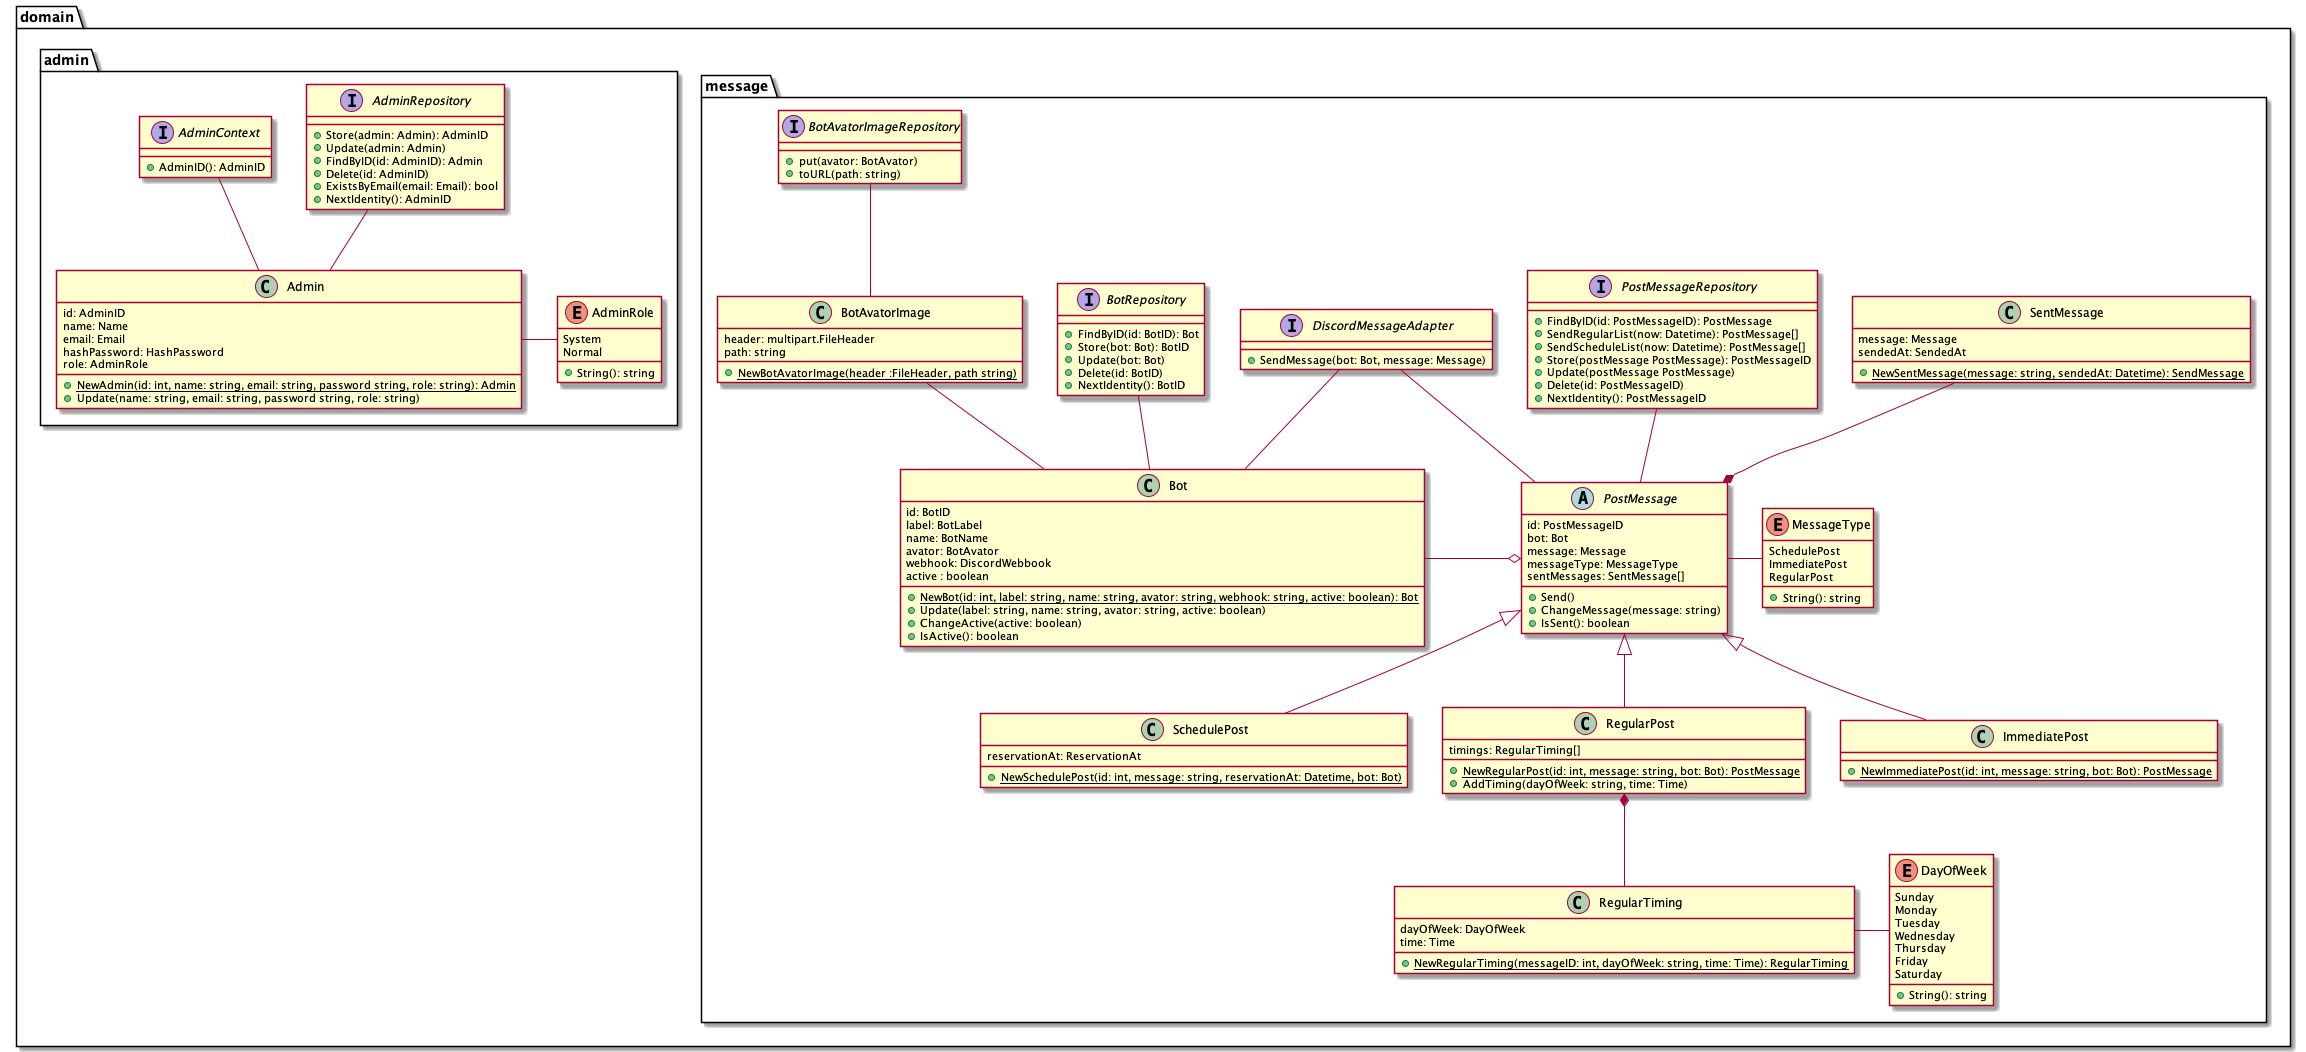 domain
admin
I AdminContext
AdminID(): AdminID
I AdminRepository
Store(admin: Admin): AdminID
Update(admin: Admin)
FindByID(id: AdminID): Admin
Delete(id: AdminID)
ExistsByEmail(email: Email): bool
NextIdentity(): AdminID
C Admin
id: AdminID
name: Name
email: Email
hashPassword: HashPassword
role: AdminRole
NewAdmin(id: int, name: string, email: string, password string, role: string): Admin
Update(name: string, email: string, password string, role: string)
E AdminRole
System
Normal
String(): string
message
I BotAvatorImageRepository
put(avator: BotAvator)
toURL(path: string)
C BotAvatorImage
header: multipart.FileHeader
path: string
NewBotAvatorImage(header :FileHeader, path string)
I BotRepository
FindByID(id: BotID): Bot
Store(bot: Bot): BotID
Update(bot: Bot)
Delete(id: BotID)
NextIdentity(): BotID
I DiscordMessageAdapter
SendMessage(bot: Bot, message: Message)
I PostMessageRepository
FindByID(id: PostMessageID): PostMessage
SendRegularList(now: Datetime): PostMessage[]
SendScheduleList(now: Datetime): PostMessage[]
Store(postMessage PostMessage): PostMessageID
Update(postMessage PostMessage)
Delete(id: PostMessageID)
NextIdentity(): PostMessageID
C SentMessage
message: Message
sendedAt: SendedAt
NewSentMessage(message: string, sendedAt: Datetime): SendMessage
C Bot
id: BotID
label: BotLabel
name: BotName
avator: BotAvator
webhook: DiscordWebbook
active : boolean
NewBot(id: int, label: string, name: string, avator: string, webhook: string, active: boolean): Bot
Update(label: string, name: string, avator: string, active: boolean)
ChangeActive(active: boolean)
IsActive(): boolean
A PostMessage
id: PostMessageID
bot: Bot
message: Message
messageType: MessageType
sentMessages: SentMessage[]
Send()
ChangeMessage(message: string)
IsSent(): boolean
E MessageType
SchedulePost
ImmediatePost
RegularPost
String(): string
C SchedulePost
reservationAt: ReservationAt
NewSchedulePost(id: int, message: string, reservationAt: Datetime, bot: Bot)
C RegularPost
timings: RegularTiming[]
NewRegularPost(id: int, message: string, bot: Bot): PostMessage
AddTiming(dayOfWeek: string, time: Time)
C ImmediatePost
NewImmediatePost(id: int, message: string, bot: Bot): PostMessage
C RegularTiming
dayOfWeek: DayOfWeek
time: Time
NewRegularTiming(messageID: int, dayOfWeek: string, time: Time): RegularTiming
E DayOfWeek
Sunday
Monday
Tuesday
Wednesday
Thursday
Friday
Saturday
String(): string